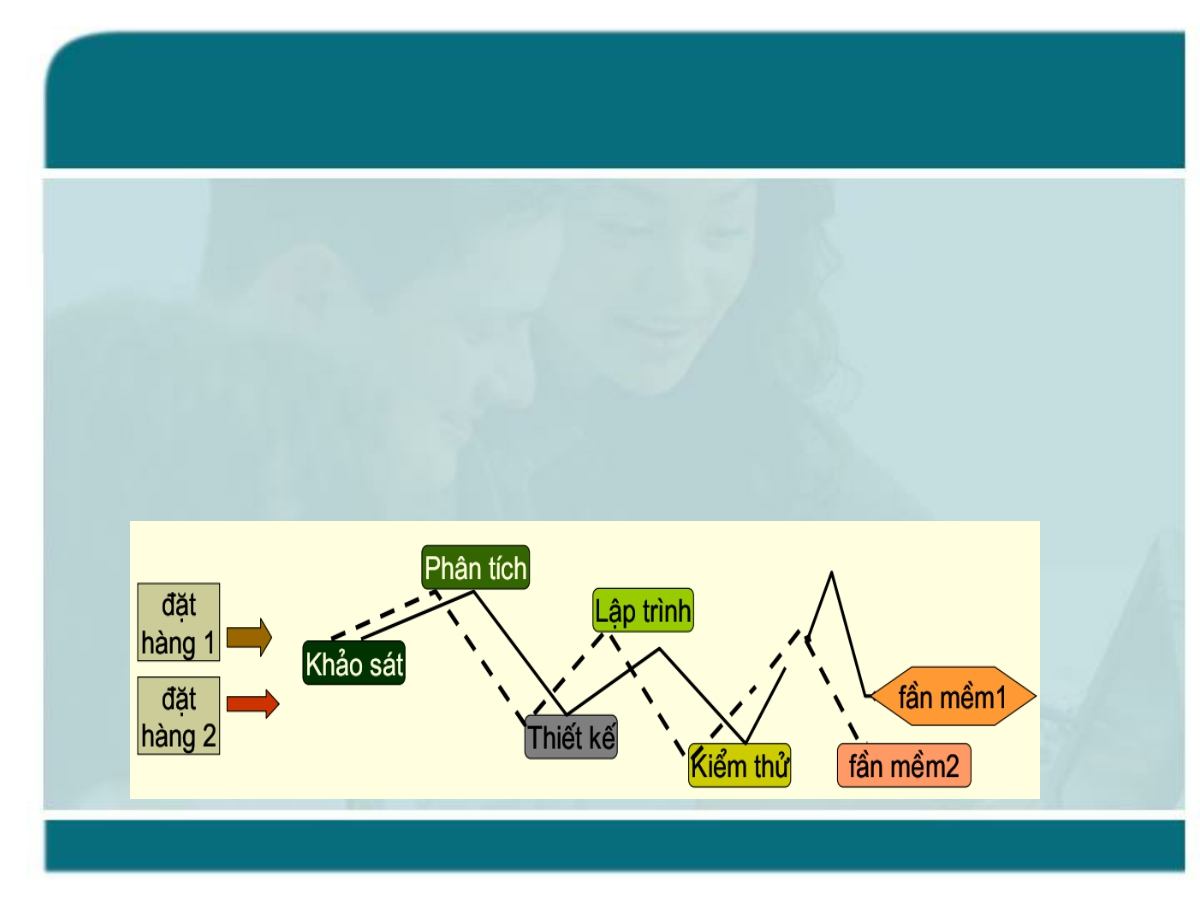 Phân tích
đặt
hàng 1
Lập trình
Khảo sát
đặt
hàng 2
fần mềm1
Thiết kế
Kiểm thử
fần mềm2